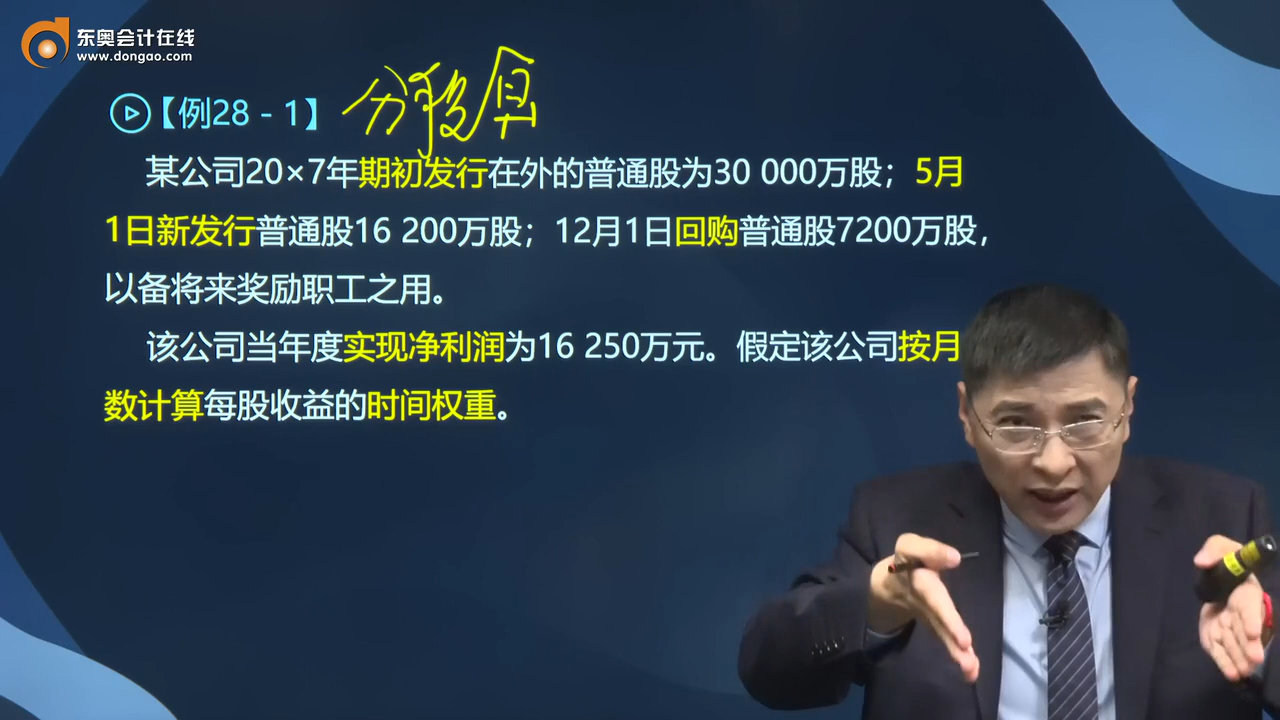 东奥会计在线
www.dongao.com
【例28-1】 分段算
某公司20×7年期初发行在外的普通股为30 000万股；5月
1日新发行普通股16 200万股；12月1日回购普通股7200万股，
以备将来奖励职工之用。
该公司当年度实现净利润为16 250万元。假定该公司按月
数计算每股收益的时间权重。